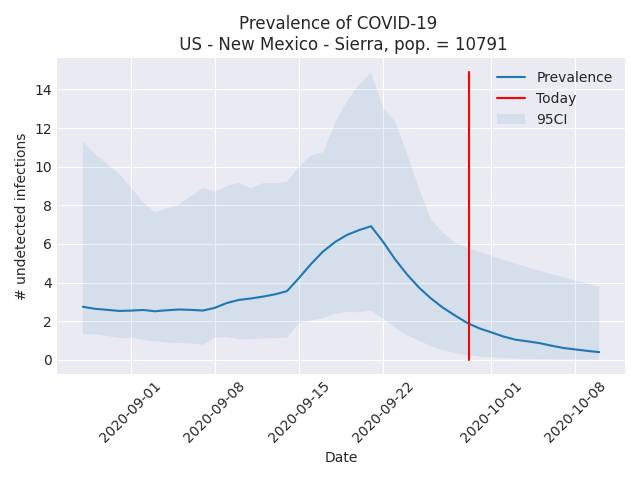 Prevalence of COVID-19
US - New Mexico - Sierra, pop. = 10791
Prevalence
Today
95CI
# undetected infections
14
12
10
8
6
4
2
0
2020-09-01
2020-09-08
2020-09-15
2020-09-22
2020-10-01
2020-10-08
Date